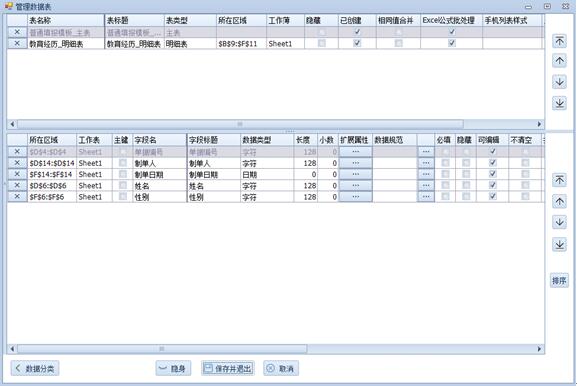 管理数据表
表名称 表标题 表类型 所在区域 工作簿 隐藏 已创建 相同值合并 Excel公式批处理 手机列表样式
普通填报模板_主表 普通填报模板_... 主表
教育经历_明细表 教育经历_明细表 明细表 $B$9:$F$11 Sheet1
所在区域 工作表 主键 字段名 字段标题 数据类型 长度 小数 扩展属性 数据规范 必填 隐藏 可编辑 不清空
$D$4:$D$4 Sheet1 单据编号 单据编号 字符 128 0 ... ...
$D$14:$D$14 Sheet1 制单人 制单人 字符 128 0 ... ...
$F$14:$F$14 Sheet1 制单日期 制单日期 日期 0 0 ... ...
$D$6:$D$6 Sheet1 姓名 姓名 字符 128 0 ... ...
$F$6:$F$6 Sheet1 性别 性别 字符 128 0 ... ...
排序
数据分类 隐身 保存并退出 取消